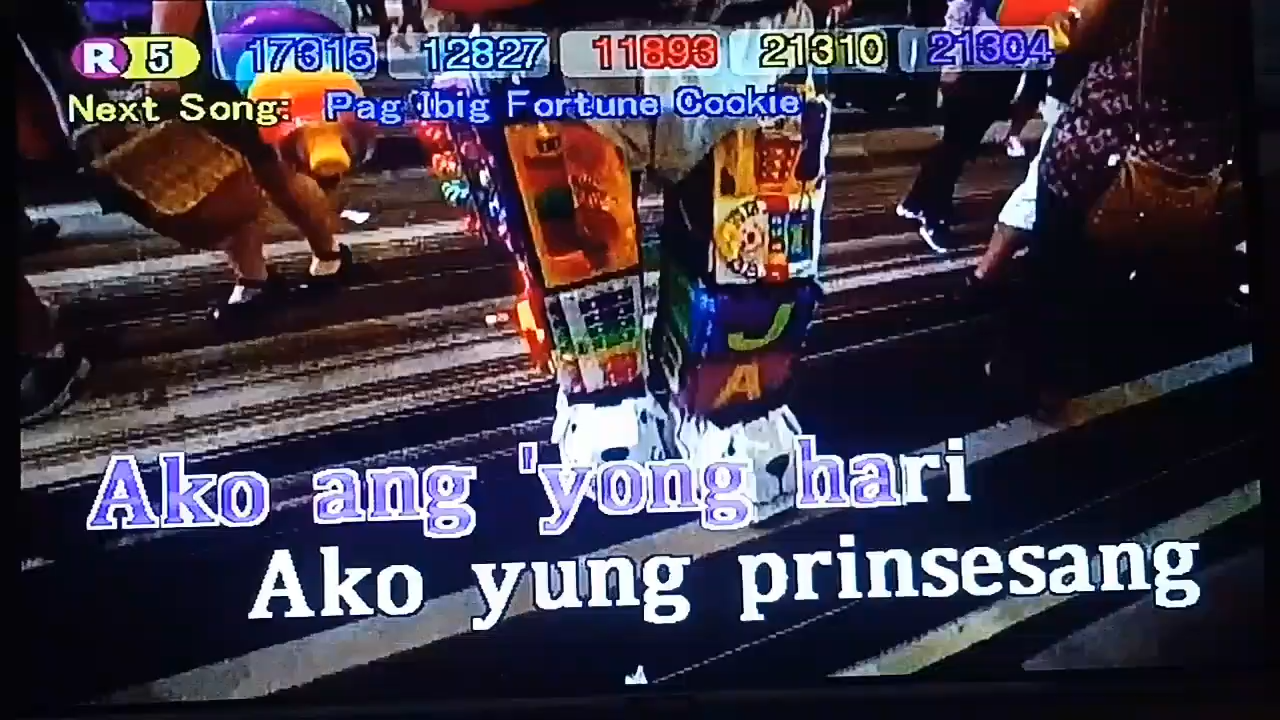 R 5 17315 12827 11893 21310 21304
Next Song: Pag Ibig Fortune Cookie
J
A
Ako ang 'yong hari
Ako yung prinsesang